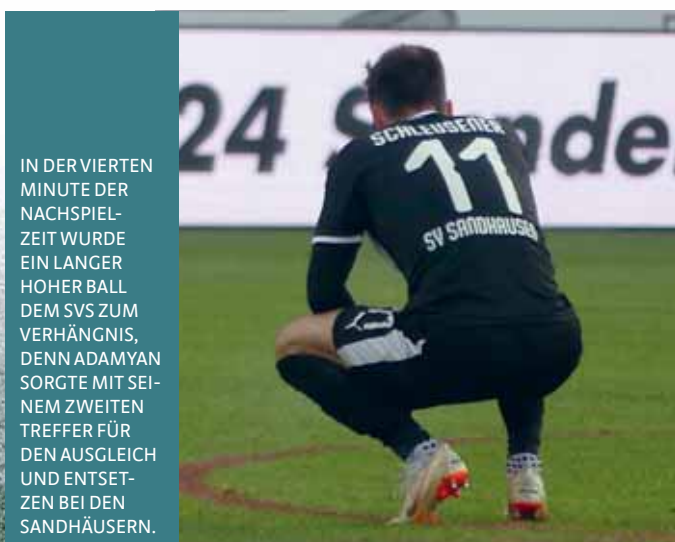 IN DER VIERTEN
MINUTE DER
NACHSPIEL-
ZEIT WURDE
EIN LANGER
HOHER BALL
DEM SVS ZUM
VERHÄNGNIS,
DENN ADAMYAN
SORGTE MIT SEI-
NEM ZWEITEN
TREFFER FÜR
DEN AUSGLEICH
UND ENTSET-
ZEN BEI DEN
SANDHÄUSERN.
24
SCHLEUSENER
11
SV SANDHAUSEN